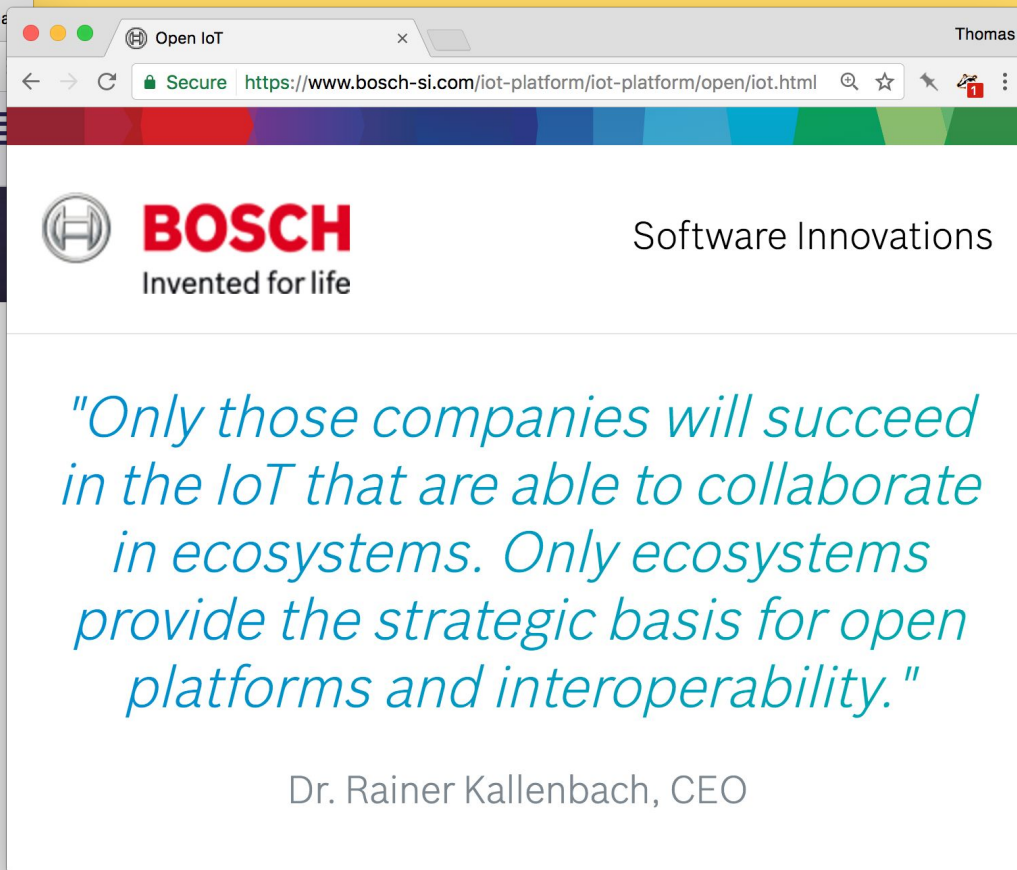 Open IoT
Thomas
Secure https://www.bosch-si.com/iot-platform/iot-platform/open/iot.html
1
BOSCH
Invented for life
Software Innovations
"Only those companies will succeed
in the IoT that are able to collaborate
in ecosystems. Only ecosystems
provide the strategic basis for open
platforms and interoperability."
Dr. Rainer Kallenbach, CEO